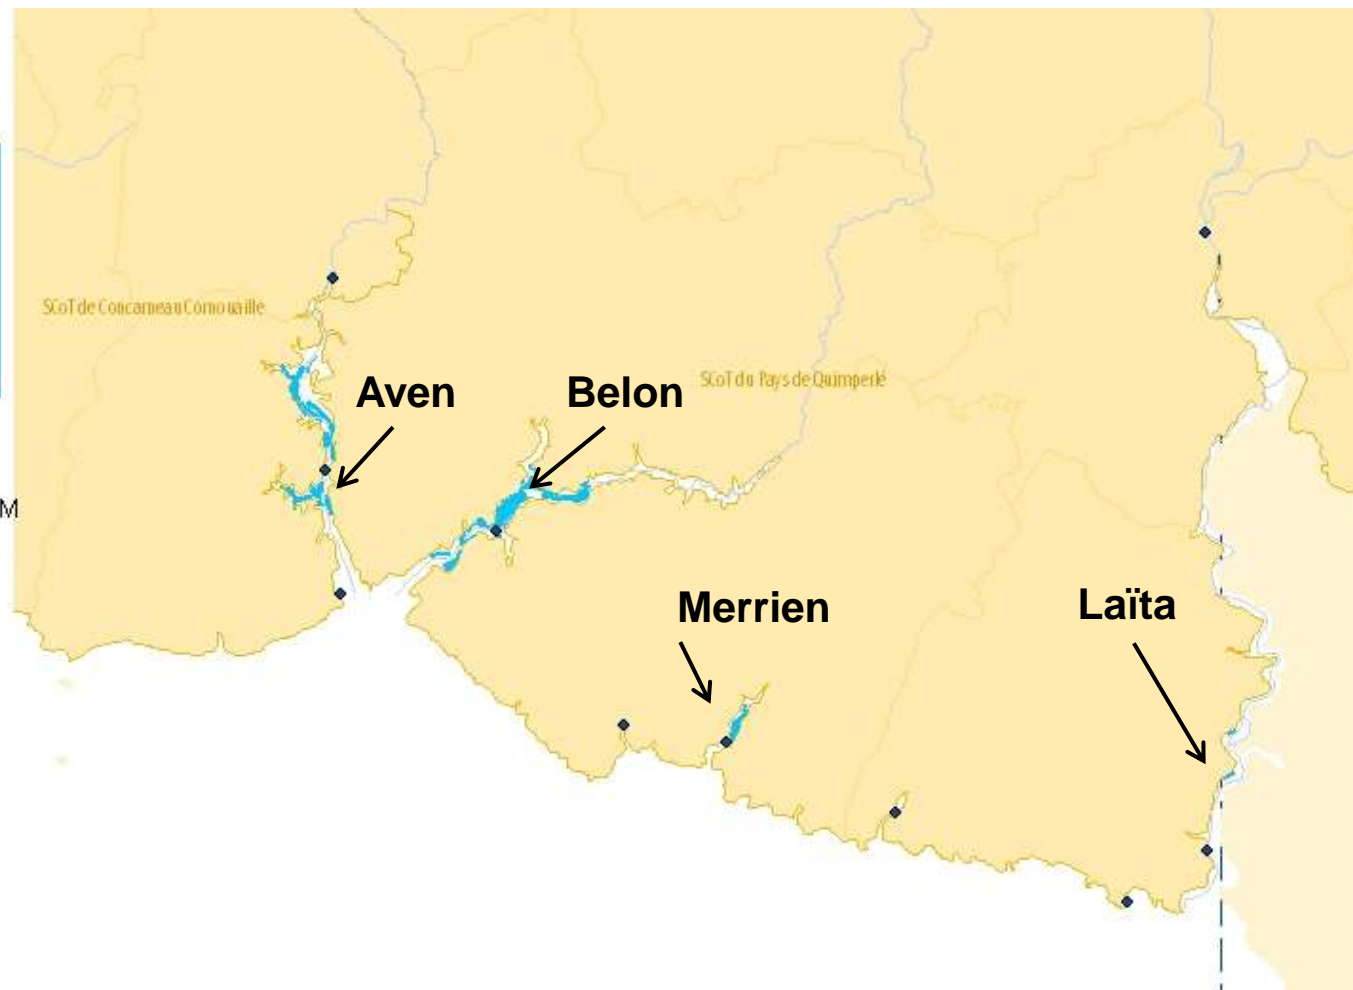 SCoT de Concarneau Cornouaille
Aven
Belon
SCoT du Pays de Quimperlé
M
Merrien
Laïta